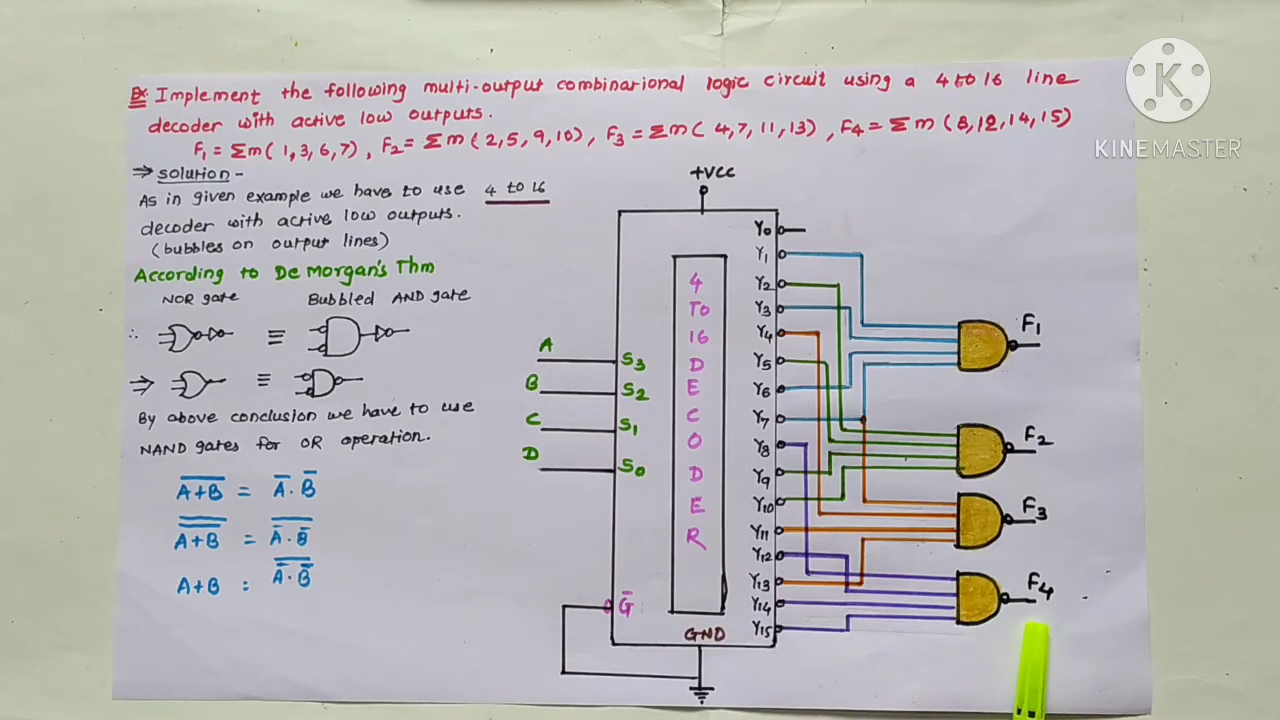 Ex: Implement the following multi-output combinarional logic circuit using a 4 to 16 line
decoder with active low outputs.
F₁ = Σm( 1,3,6,7) , F₂= Σm (2,5,9,10) , F₃ =Σm( 4,7,11,13) , F₄= Σm (8,12,14,15)
⇒ solution -
As in given example we have to use 4 to 16
decoder with active low outputs.
(bubbles on output lines)
According to De Morgan's Thm
NOR gate Bubbled AND gate
∴ ≡
⇒ ≡
By above conclusion we have to use
NAND gates for OR operation.
A̅+̅B̅ = A̅ . B̅
A̿+̿B̿ = \overline{A̅ . B̅}
A+B = \overline{A̅ . B̅}
+Vcc
A
B
C
D
S₃
S₂
S₁
S₀
G̅
4
TO
16
D
E
C
O
D
E
R
GND
Y₀
Y₁
Y₂
Y₃
Y₄
Y₅
Y₆
Y₇
Y₈
Y₉
Y₁₀
Y₁₁
Y₁₂
Y₁₃
Y₁₄
Y₁₅
F₁
F₂
F₃
F₄
K
KINEMASTER